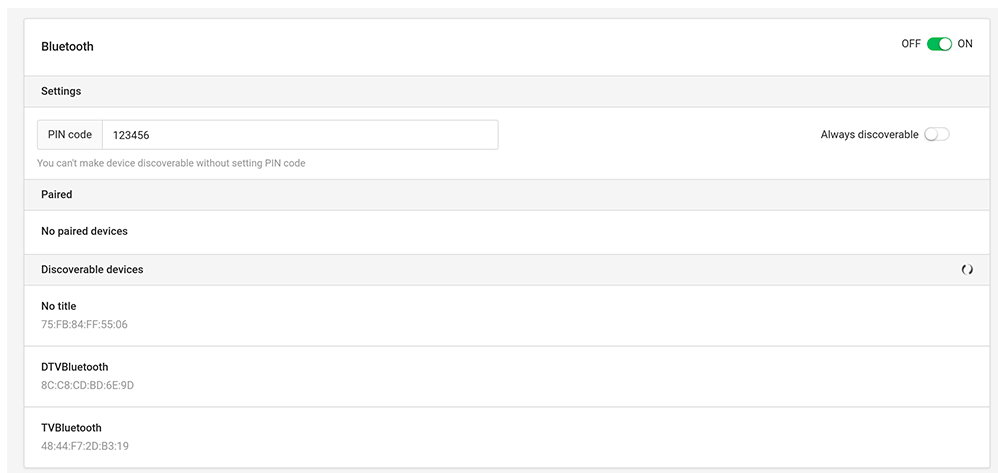 Bluetooth
OFF ON
Settings
PIN code 123456
Always discoverable
You can't make device discoverable without setting PIN code
Paired
No paired devices
Discoverable devices
No title
75:FB:84:FF:55:06
DTVBluetooth
8C:C8:CD:BD:6E:9D
TVBluetooth
48:44:F7:2D:B3:19